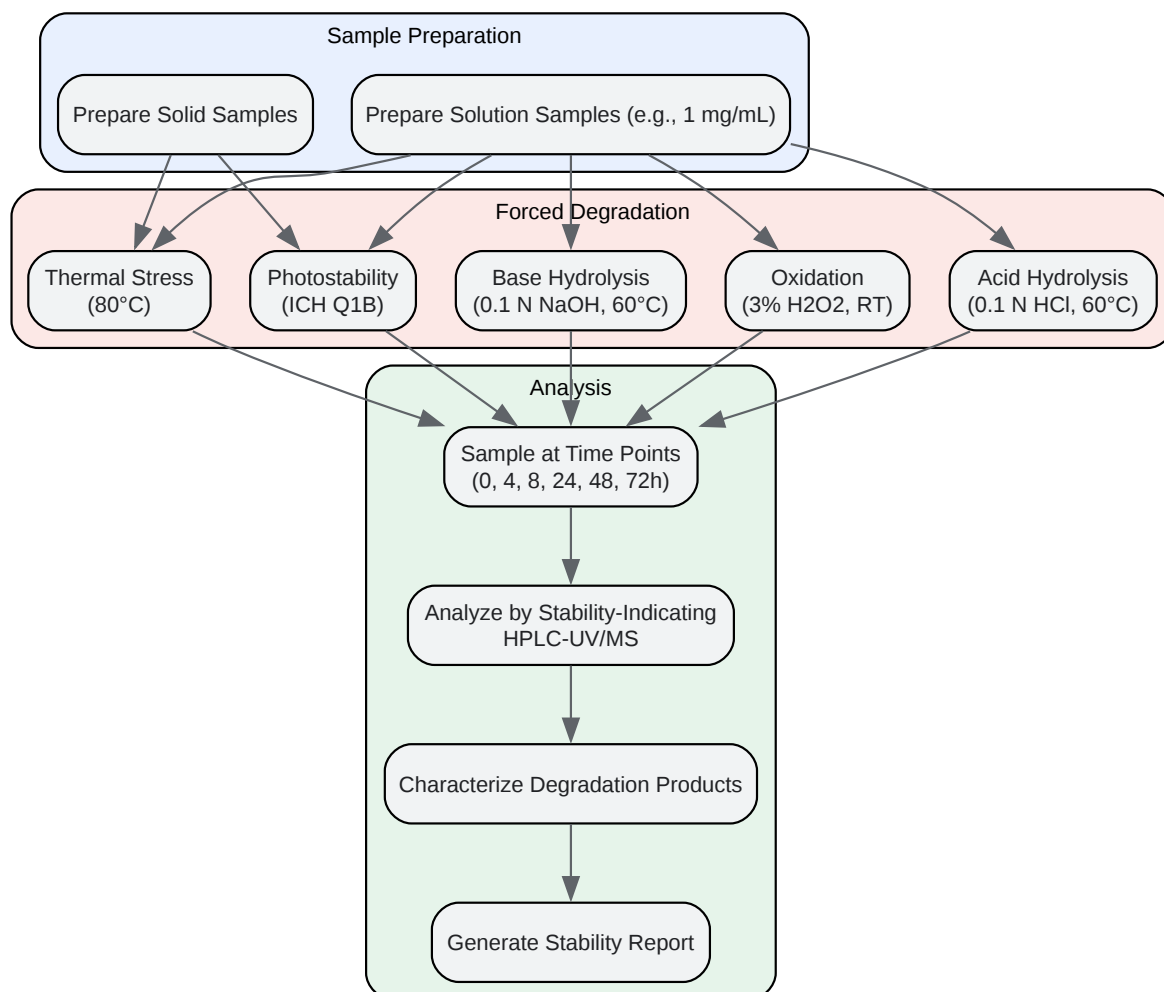 Sample Preparation
Prepare Solid Samples
Prepare Solution Samples (e.g., 1 mg/mL)
Forced Degradation
Thermal Stress
(80°C)
Photostability
(ICH Q1B)
Base Hydrolysis
(0.1 N NaOH, 60°C)
Oxidation
(3% H2O2, RT)
Acid Hydrolysis
(0.1 N HCl, 60°C)
Analysis
Sample at Time Points
(0, 4, 8, 24, 48, 72h)
Analyze by Stability-Indicating
HPLC-UV/MS
Characterize Degradation Products
Generate Stability Report